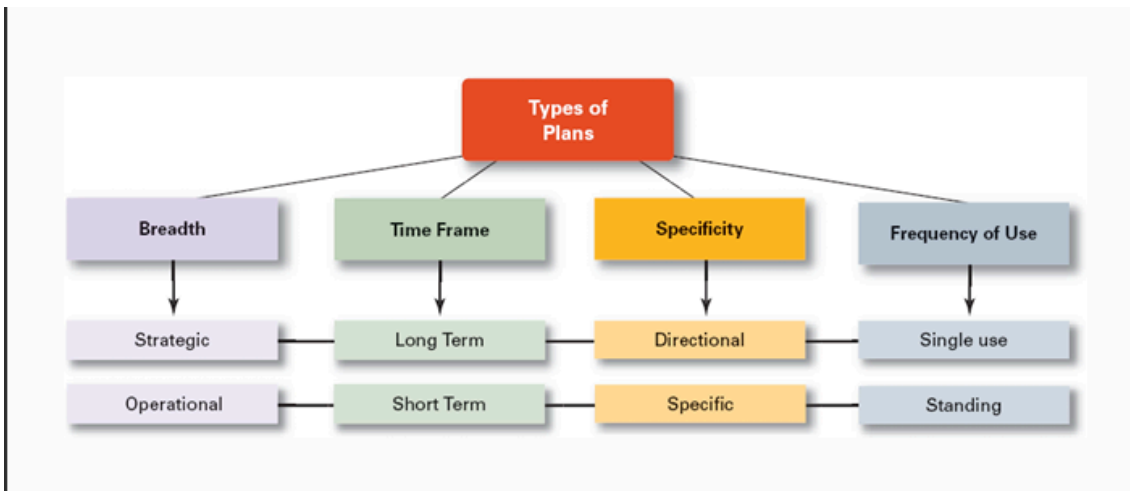 Types of
Plans
Breadth
Time Frame
Specificity
Frequency of Use
Strategic
Long Term
Directional
Single use
Operational
Short Term
Specific
Standing